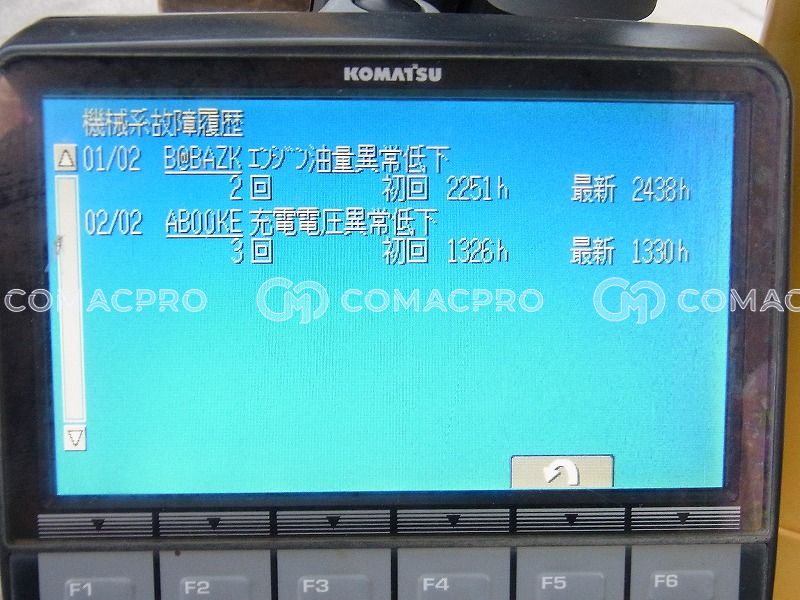 KOMATSU
機械系故障履歴
01/02 B@BAZK ｴﾝｼﾞﾝ油量異常低下
2回 初回 2251h 最新 2438h
02/02 AB00KE 充電電圧異常低下
3回 初回 1326h 最新 1330h
COMACPRO COMACPRO COMAC
F1 F2 F3 F4 F5 F6